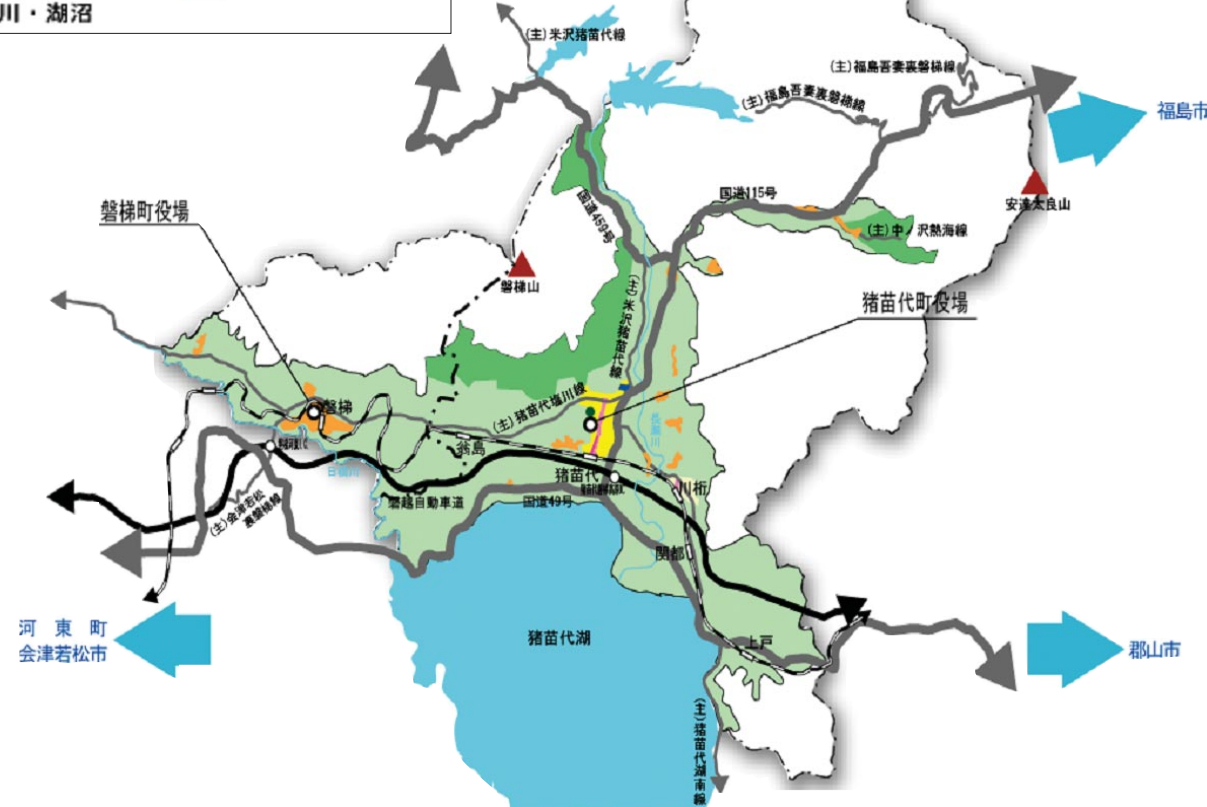 川・湖沼
(主)米沢猪苗代線
(主)福島吾妻裏磐梯線
(主)福島吾妻裏磐梯線
福島市
国道115号
安達太良山
国道459号
磐梯町役場
(主)中ノ沢熱海線
磐梯山
(主)米沢猪苗代線
猪苗代町役場
(主)猪苗代塩川線
磐梯
長瀬川
翁島
日橋川
猪苗代
川桁
磐越自動車道
国道49号
(主)会津若松
裏磐梯線
関都
河東町
会津若松市
猪苗代湖
上戸
郡山市
(主)猪苗代湖南線